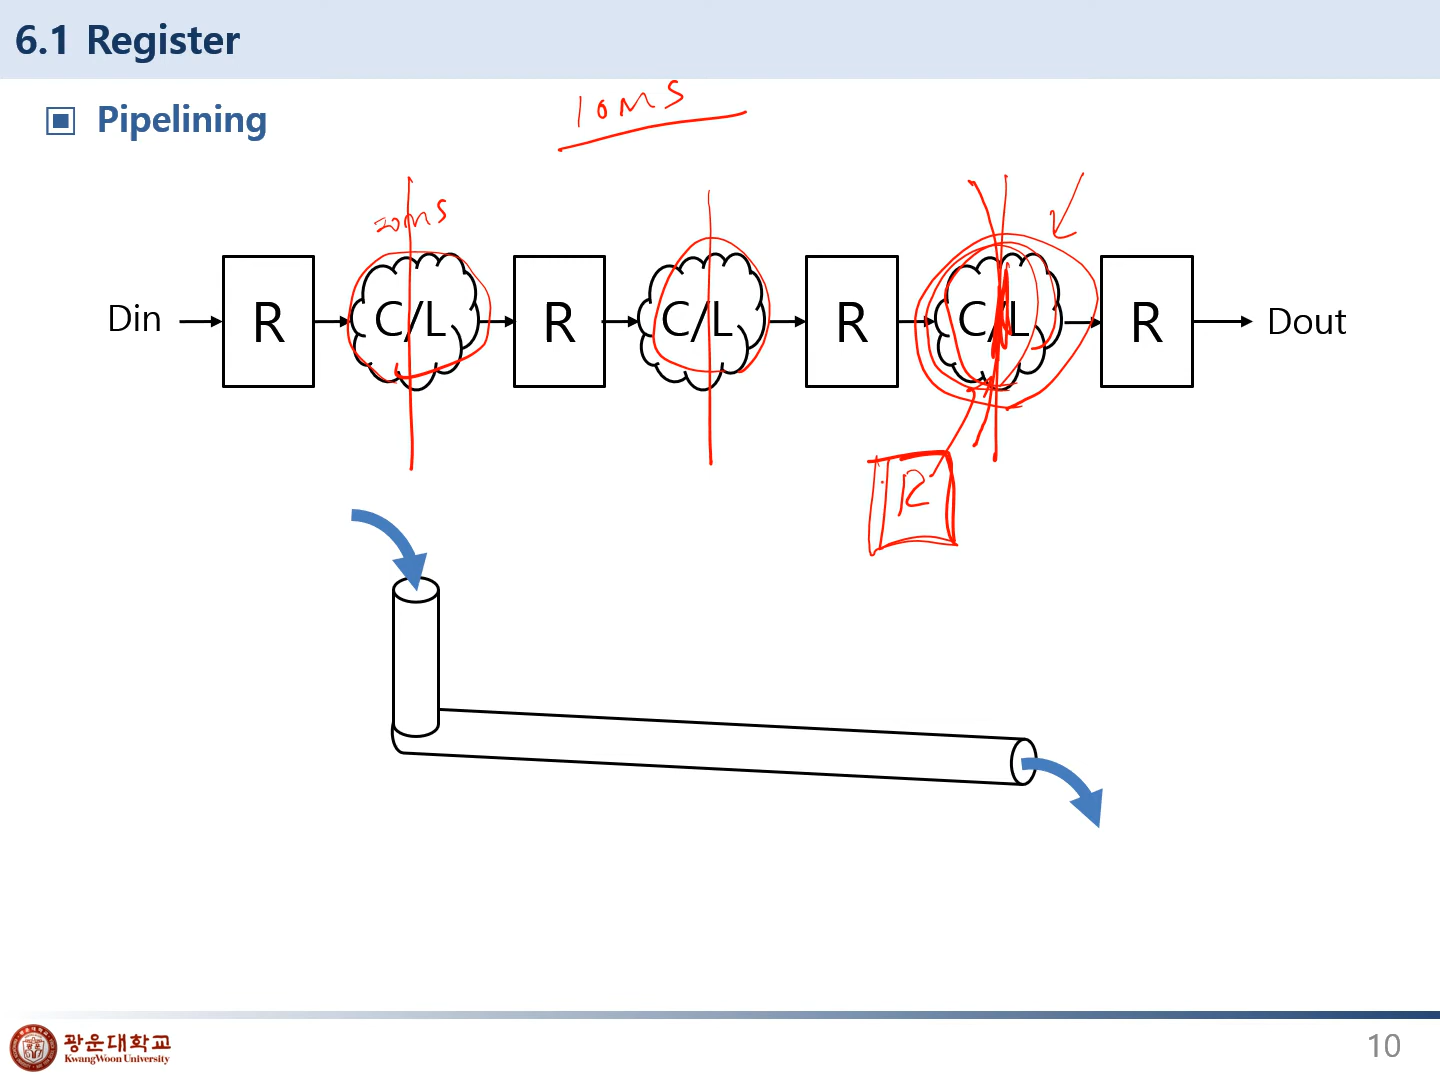 6.1 Register
Pipelining
10ms
20ms
Din R C/L R C/L R C/L R Dout
R
광운대학교
KwangWoon University
10